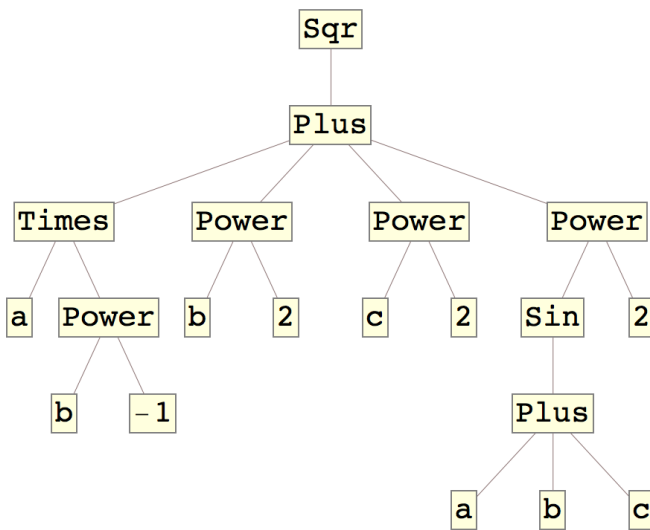 Sqr
Plus
Times Power Power Power
a Power b 2 c 2 Sin 2
b -1 Plus
a b c